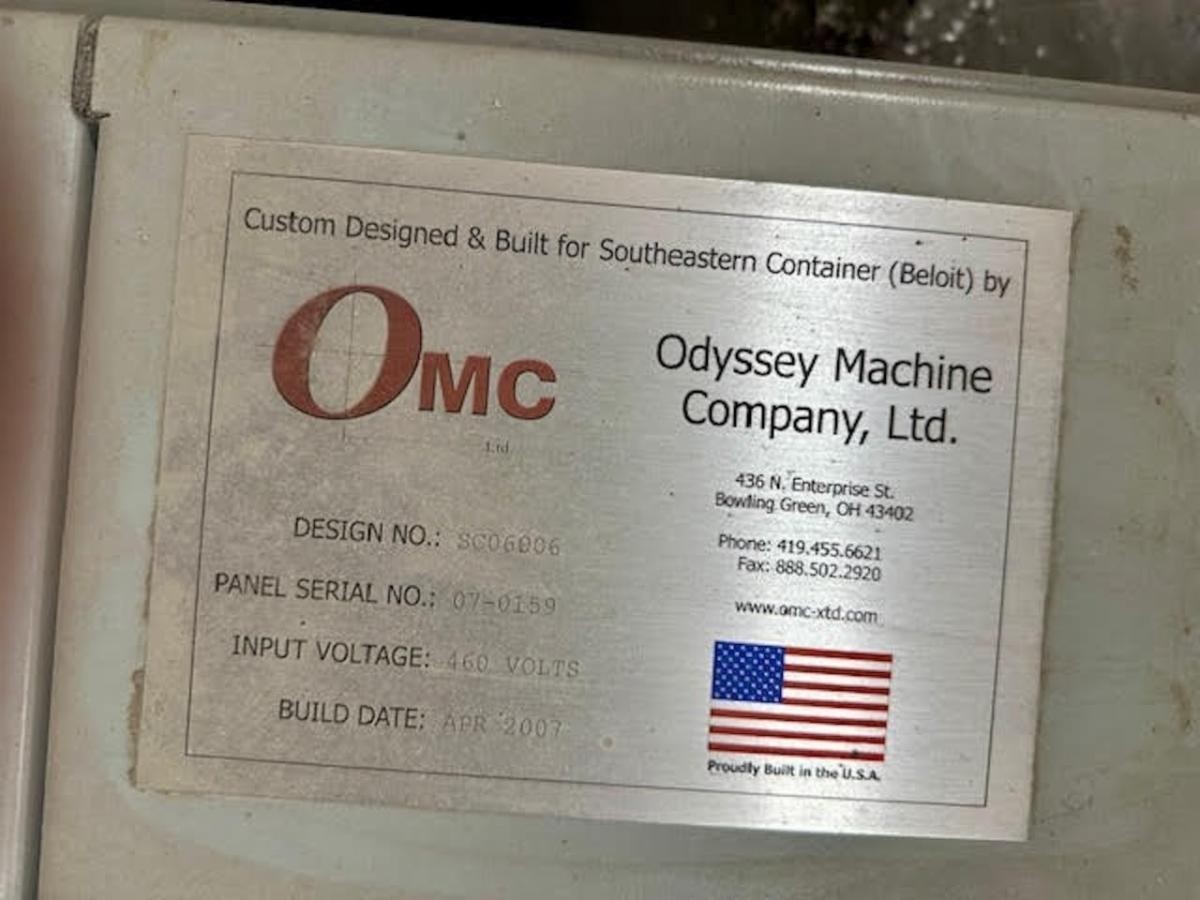 Custom Designed & Built for Southeastern Container (Beloit) by
OMC
Ltd
Odyssey Machine
Company, Ltd.
436 N. Enterprise St.
Bowling Green, OH 43402
Phone: 419.455.6621
Fax: 888.502.2920
www.omc-xtd.com
DESIGN NO.: SC06006
PANEL SERIAL NO.: 07-0159
INPUT VOLTAGE: 460 VOLTS
BUILD DATE: APR 2007
Proudly Built in the U.S.A.